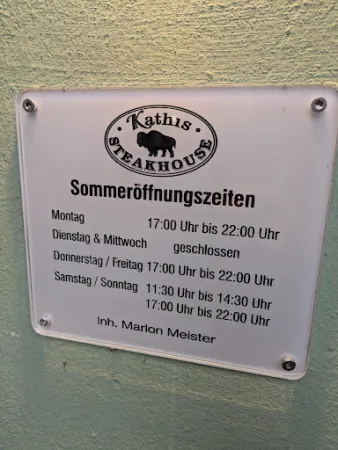 Kathis
STEAKHOUSE
Sommeröffnungszeiten
Montag 17:00 Uhr bis 22:00 Uhr
Dienstag & Mittwoch geschlossen
Donnerstag / Freitag 17:00 Uhr bis 22:00 Uhr
Samstag / Sonntag 11:30 Uhr bis 14:30 Uhr
17:00 Uhr bis 22:00 Uhr
Inh. Marlon Meister